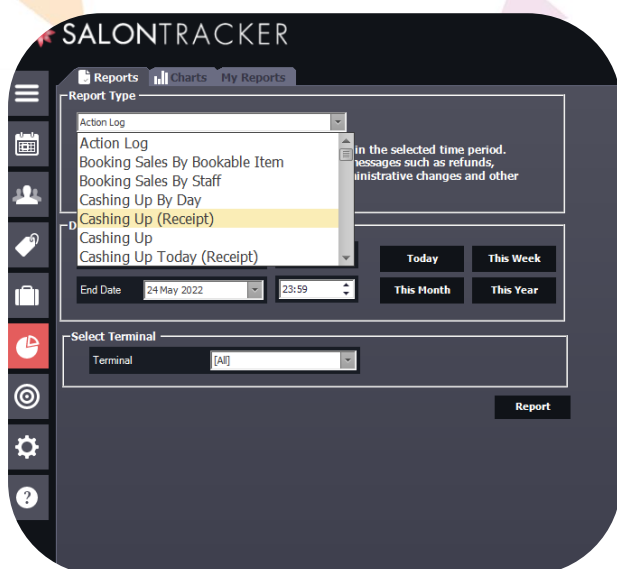 SALONTRACKER
Reports Charts My Reports
Report Type
Action Log
Action Log
Booking Sales By Bookable Item
Booking Sales By Staff
Cashing Up By Day
Cashing Up (Receipt)
Cashing Up
Cashing Up Today (Receipt)
in the selected time period.
messages such as refunds,
administrative changes and other
Today This Week
End Date 24 May 2022 23:59 This Month This Year
Select Terminal
Terminal [All]
Report
?